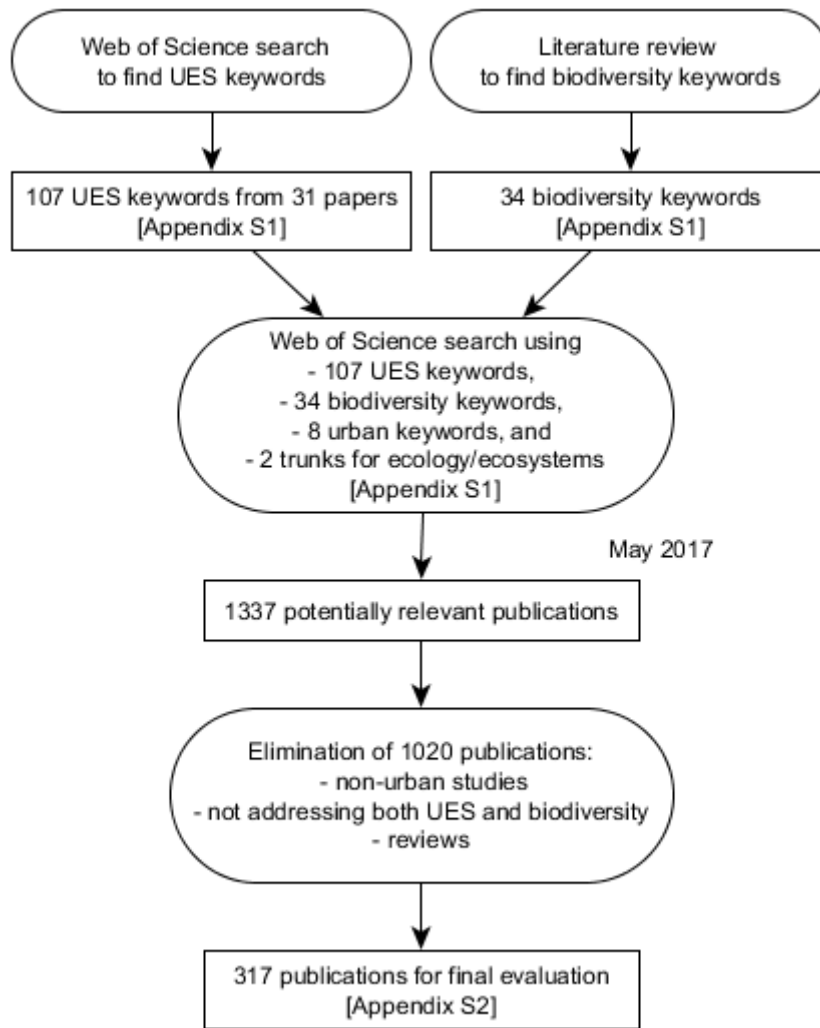 Web of Science search
to find UES keywords
Literature review
to find biodiversity keywords
107 UES keywords from 31 papers
[Appendix S1]
34 biodiversity keywords
[Appendix S1]
Web of Science search using
- 107 UES keywords,
- 34 biodiversity keywords,
- 8 urban keywords, and
- 2 trunks for ecology/ecosystems
[Appendix S1]
May 2017
1337 potentially relevant publications
Elimination of 1020 publications:
- non-urban studies
- not addressing both UES and biodiversity
- reviews
317 publications for final evaluation
[Appendix S2]